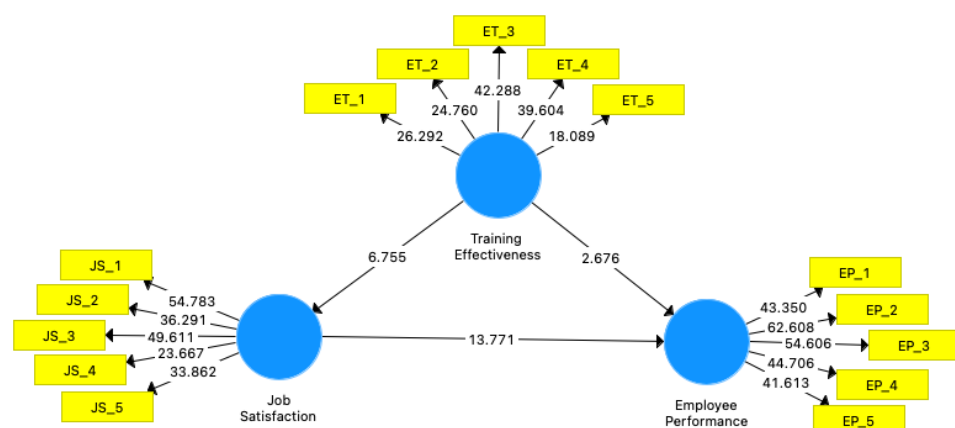 ET_3
ET_2
ET_4
ET_1
ET_5
42.288
24.760
39.604
26.292
18.089
Training
Effectiveness
6.755
2.676
JS_1
JS_2
JS_3
JS_4
JS_5
54.783
36.291
49.611
23.667
33.862
Job
Satisfaction
13.771
EP_1
EP_2
EP_3
EP_4
EP_5
43.350
62.608
54.606
44.706
41.613
Employee
Performance